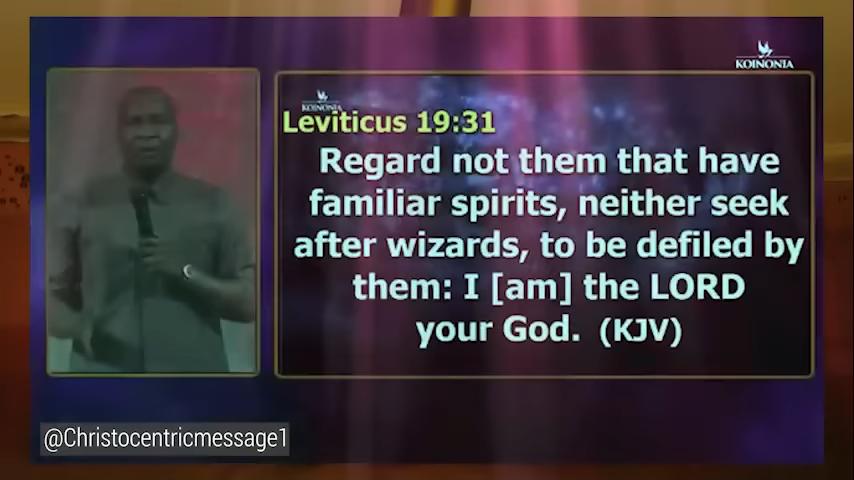 KOINONIA
KOINONIA
Leviticus 19:31
Regard not them that have
familiar spirits, neither seek
after wizards, to be defiled by
them: I [am] the LORD
your God. (KJV)
@Christocentricmessage1